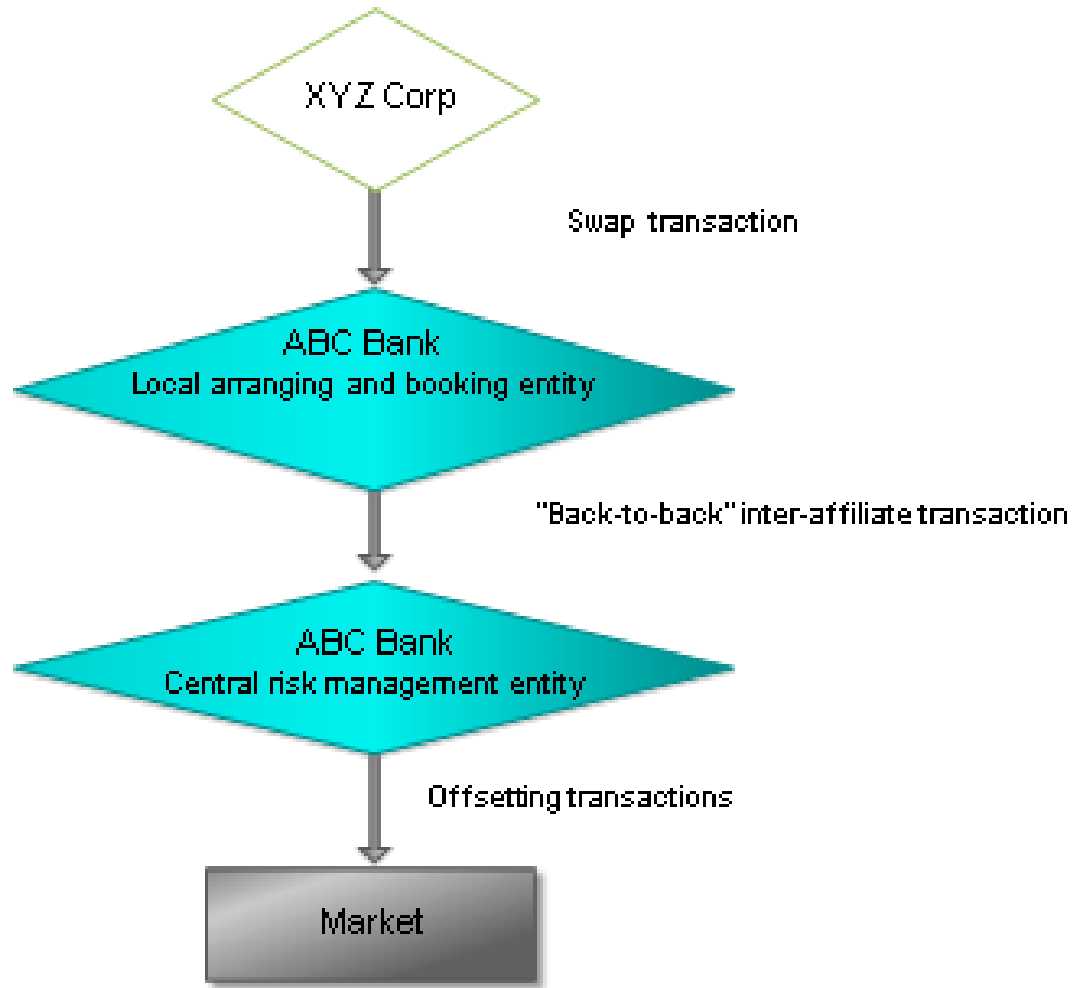 XYZ Corp
Swap transaction
ABC Bank
Local arranging and booking entity
"Back-to-back" inter-affiliate transaction
ABC Bank
Central risk management entity
Offsetting transactions
Market